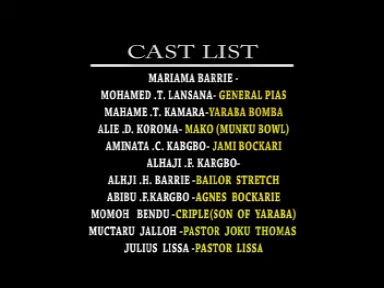 CAST LIST
MARIAMA BARRIE -
MOHAMED .T. LANSANA- GENERAL PIAS
MAHAME .T. KAMARA-YARABA BOMBA
ALIE .D. KOROMA- MAKO (MUNKU BOWL)
AMINATA .C. KABGBO- JAMI BOCKARI
ALHAJI .F. KARGBO-
ALHJI .H. BARRIE -BAILOR STRETCH
ABIBU .F.KARGBO -AGNES BOCKARIE
MOMOH BENDU -CRIPLE(SON OF YARABA)
MUCTARU JALLOH -PASTOR JOKU THOMAS
JULIUS LISSA -PASTOR LISSA